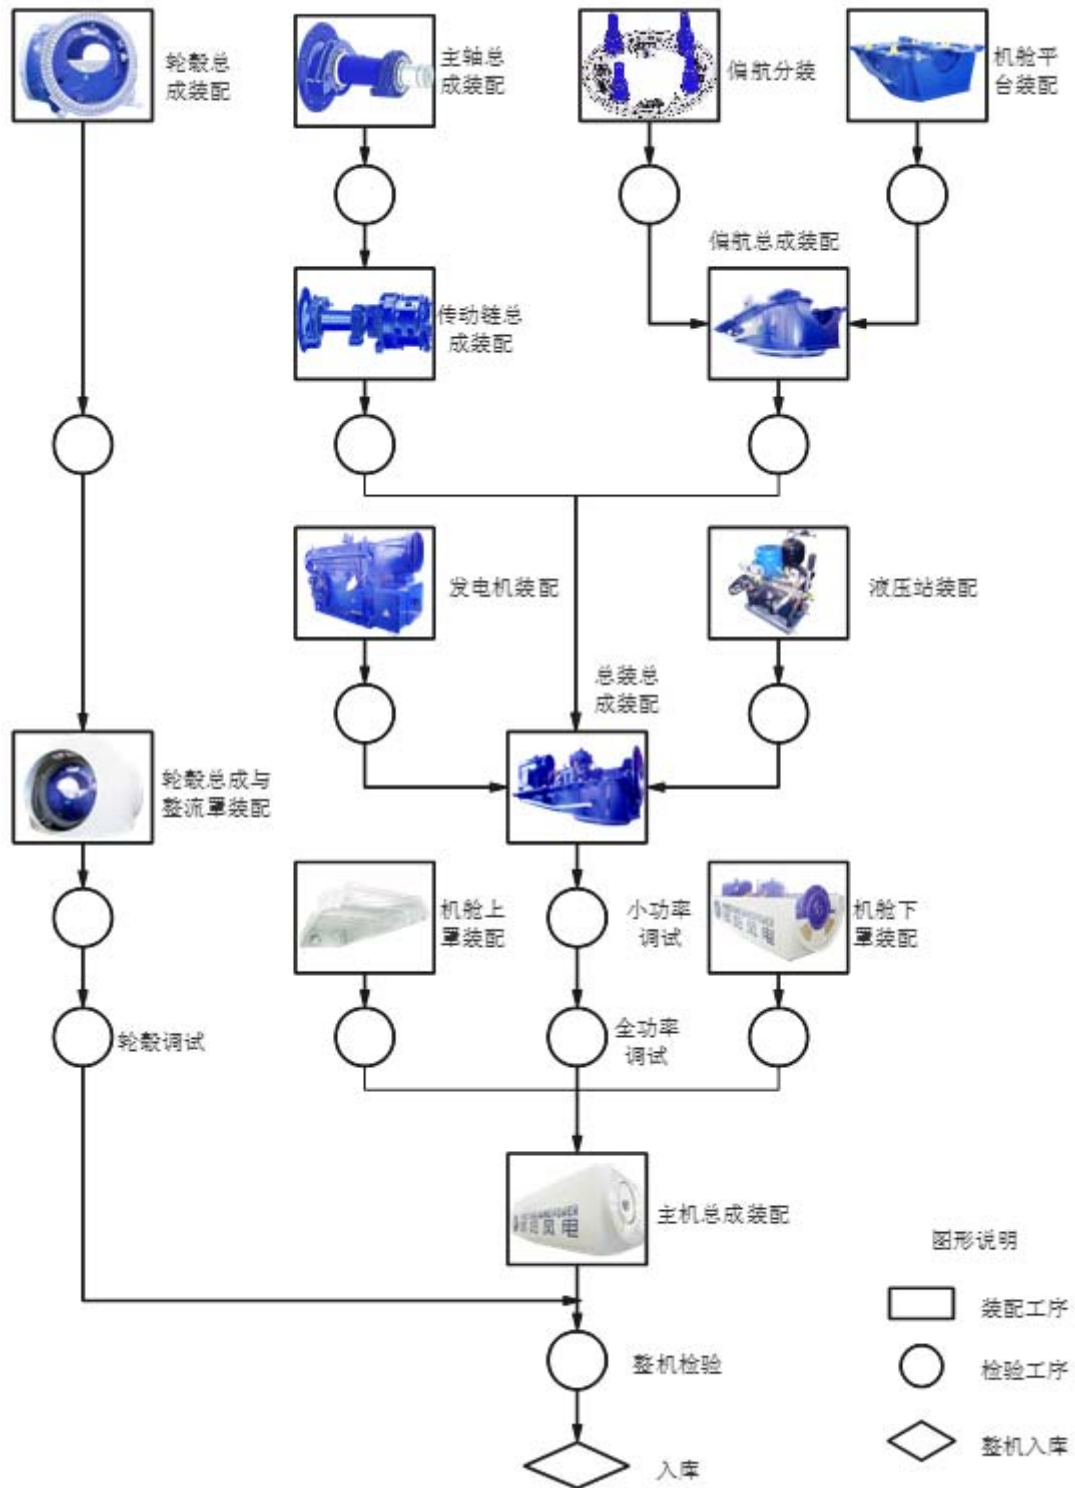 轮毂总
成装配
主轴总
成装配
偏航分装
机舱平
台装配
偏航总成装配
传动链总
成装配
发电机装配
液压站装配
总装总
成装配
轮毂总成与
整流罩装配
机舱上
罩装配
小功率
调试
机舱下
罩装配
轮毂调试
全功率
调试
主机总成装配
图形说明
装配工序
检验工序
整机检验
整机入库
入库